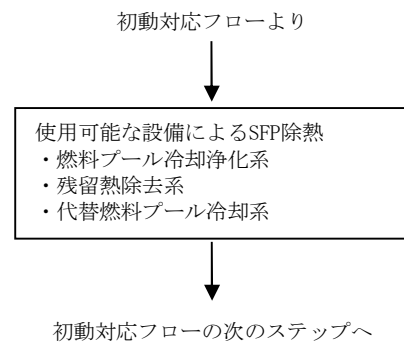 初動対応フローより
使用可能な設備によるSFP除熱
・燃料プール冷却浄化系
・残留熱除去系
・代替燃料プール冷却系
初動対応フローの次のステップへ